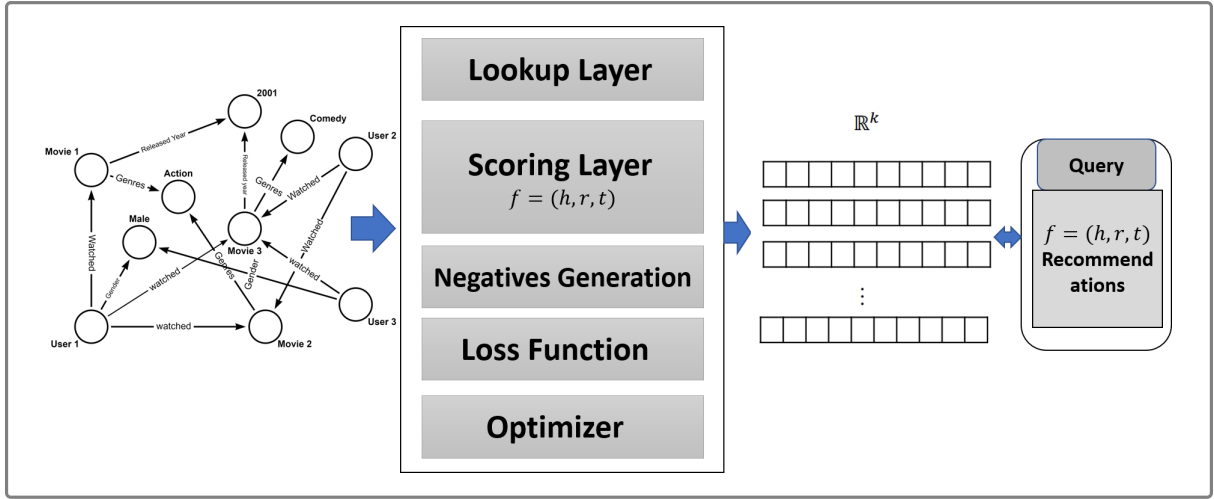 2001
Comedy
User 2
Movie 1
Released Year
Genres
Action
Released year
Genres
Watched
Male
Movie 3
Watched
Watched
Gender
watched
Genres
Gender
watched
User 1
watched
Movie 2
User 3
Lookup Layer
Scoring Layer
f = (h, r, t)
Negatives Generation
Loss Function
Optimizer
ℝᵏ
⋮
Query
f = (h, r, t)
Recommend
ations